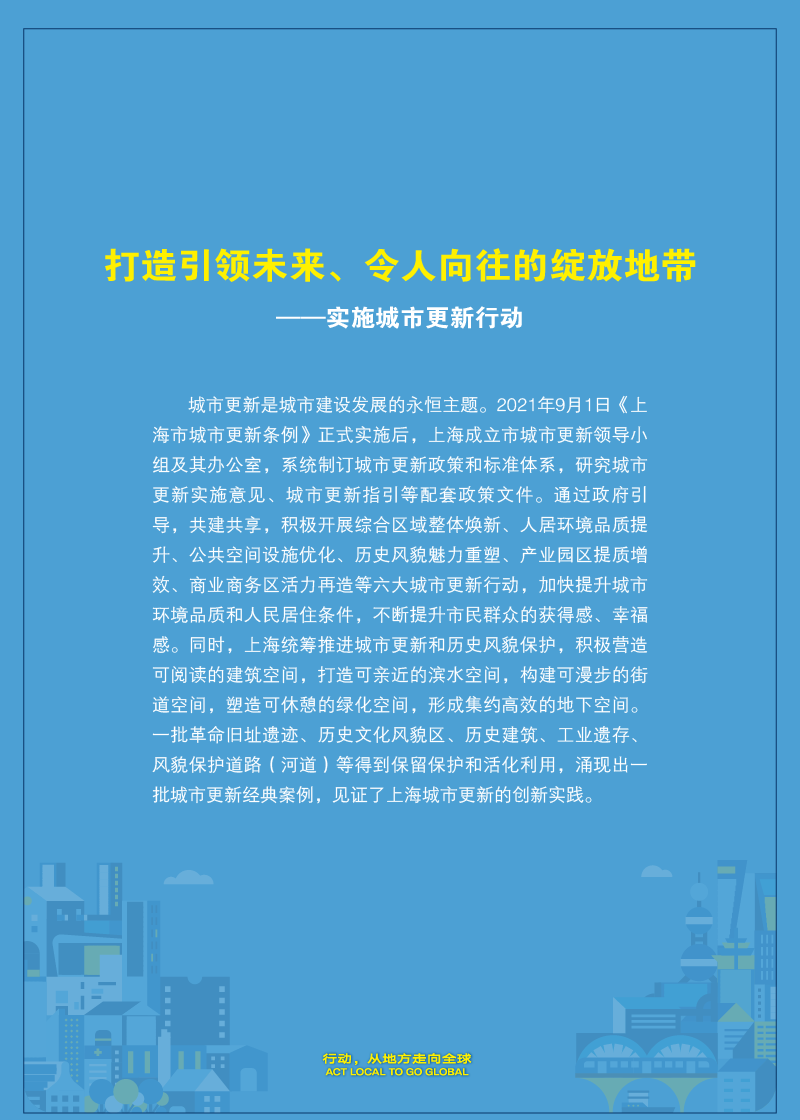 打造引领未来、令人向往的绽放地带
——实施城市更新行动
城市更新是城市建设发展的永恒主题。2021年9月1日《上
海市城市更新条例》正式实施后，上海成立市城市更新领导小
组及其办公室，系统制订城市更新政策和标准体系，研究城市
更新实施意见、城市更新指引等配套政策文件。通过政府引
导，共建共享，积极开展综合区域整体焕新、人居环境品质提
升、公共空间设施优化、历史风貌魅力重塑、产业园区提质增
效、商业商务区活力再造等六大城市更新行动，加快提升城市
环境品质和人民居住条件，不断提升市民群众的获得感、幸福
感。同时，上海统筹推进城市更新和历史风貌保护，积极营造
可阅读的建筑空间，打造可亲近的滨水空间，构建可漫步的街
道空间，塑造可休憩的绿化空间，形成集约高效的地下空间。
一批革命旧址遗迹、历史文化风貌区、历史建筑、工业遗存、
风貌保护道路（河道）等得到保留保护和活化利用，涌现出一
批城市更新经典案例，见证了上海城市更新的创新实践。
行动，从地方走向全球
ACT LOCAL TO GO GLOBAL